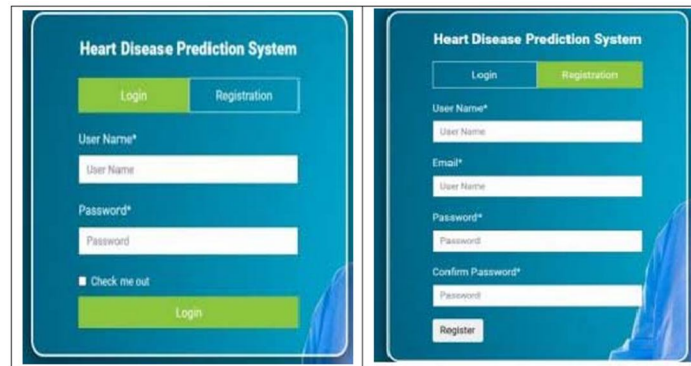 Heart Disease Prediction System
Login Registration
User Name*
User Name
Password*
Password
Check me out
Login
Heart Disease Prediction System
Login Registration
User Name*
User Name
Email*
User Name
Password*
Password
Confirm Password*
Password
Register